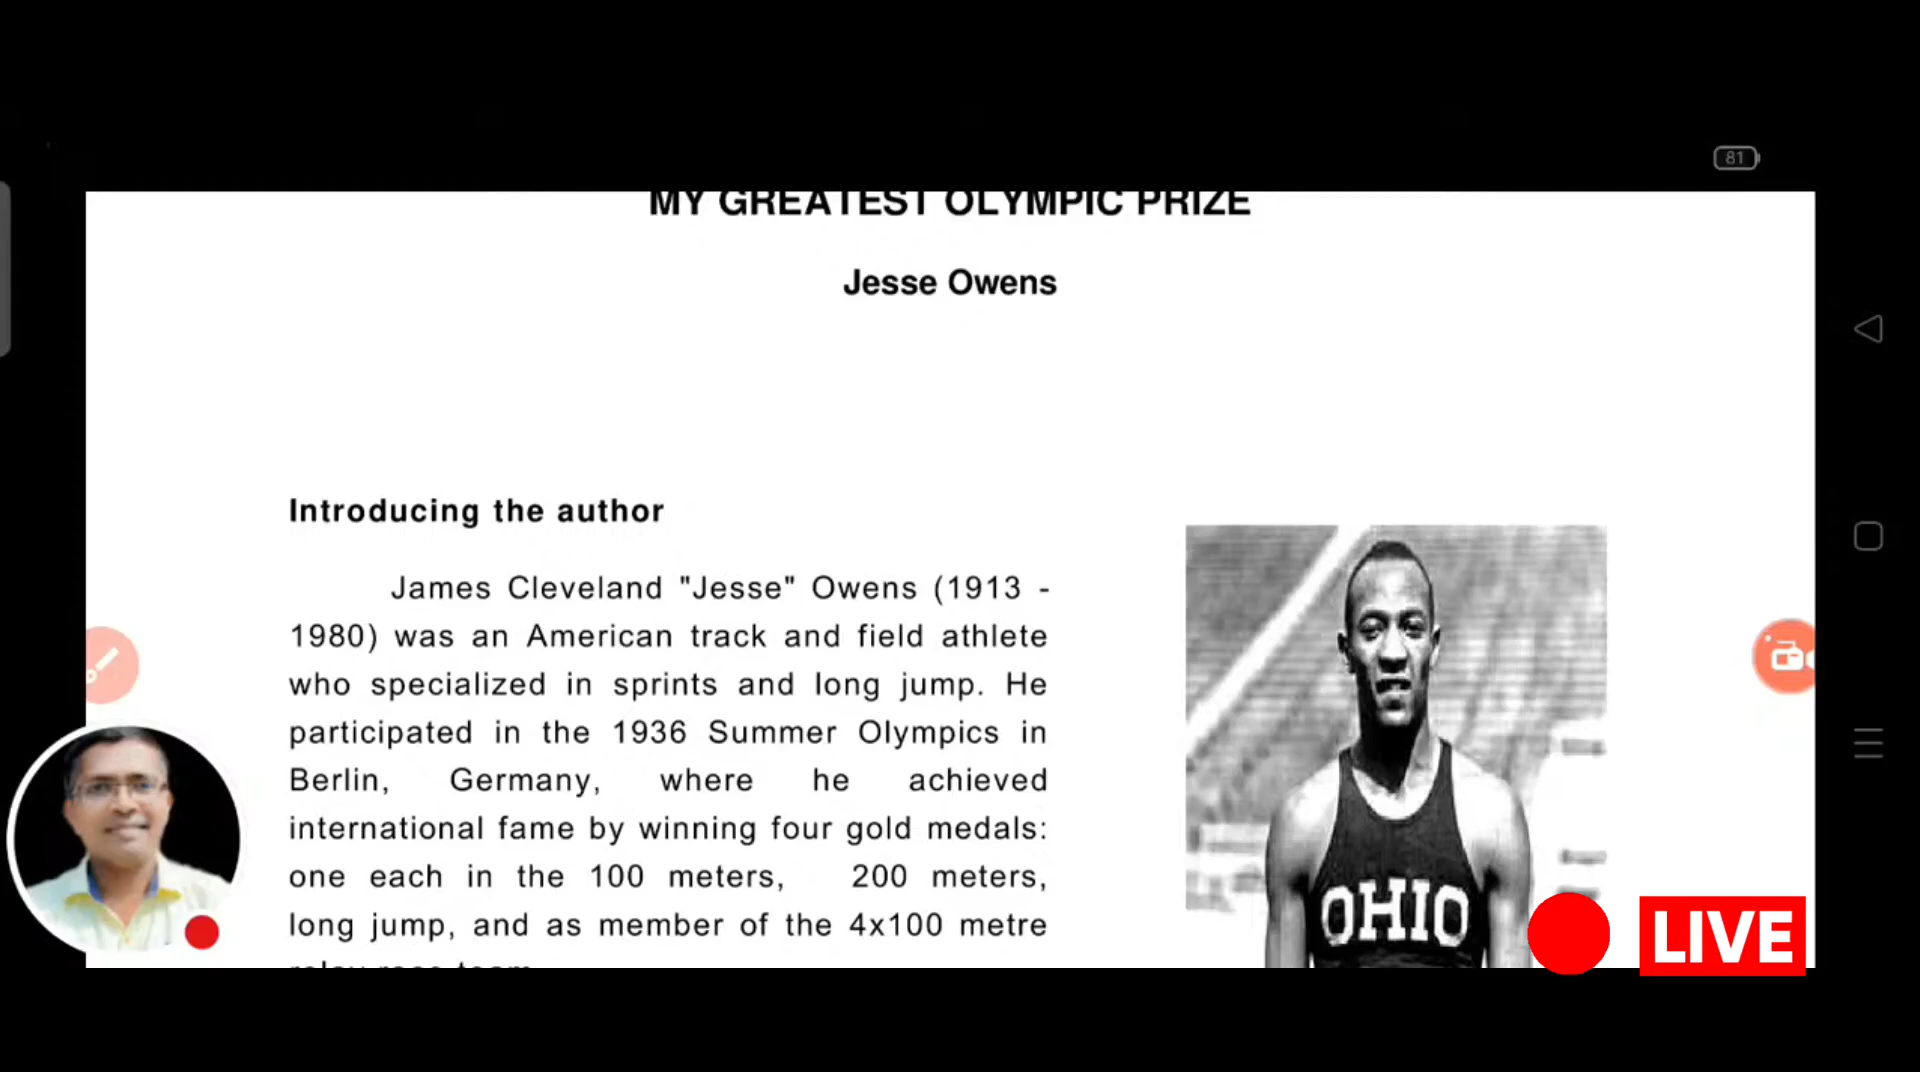 81
MY GREATEST OLYMPIC PRIZE
Jesse Owens
Introducing the author
James Cleveland "Jesse" Owens (1913 -
1980) was an American track and field athlete
who specialized in sprints and long jump. He
participated in the 1936 Summer Olympics in
Berlin, Germany, where he achieved
international fame by winning four gold medals:
one each in the 100 meters, 200 meters,
long jump, and as member of the 4x100 metre
relay race team
OHIO
LIVE